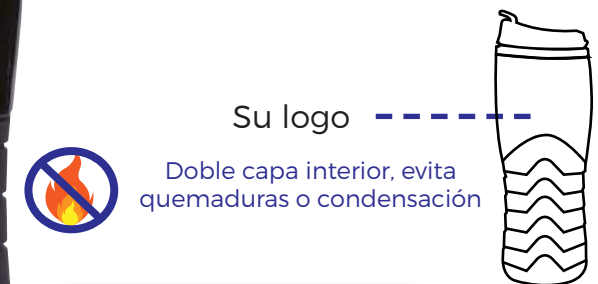 Su logo
Doble capa interior, evita
quemaduras o condensación